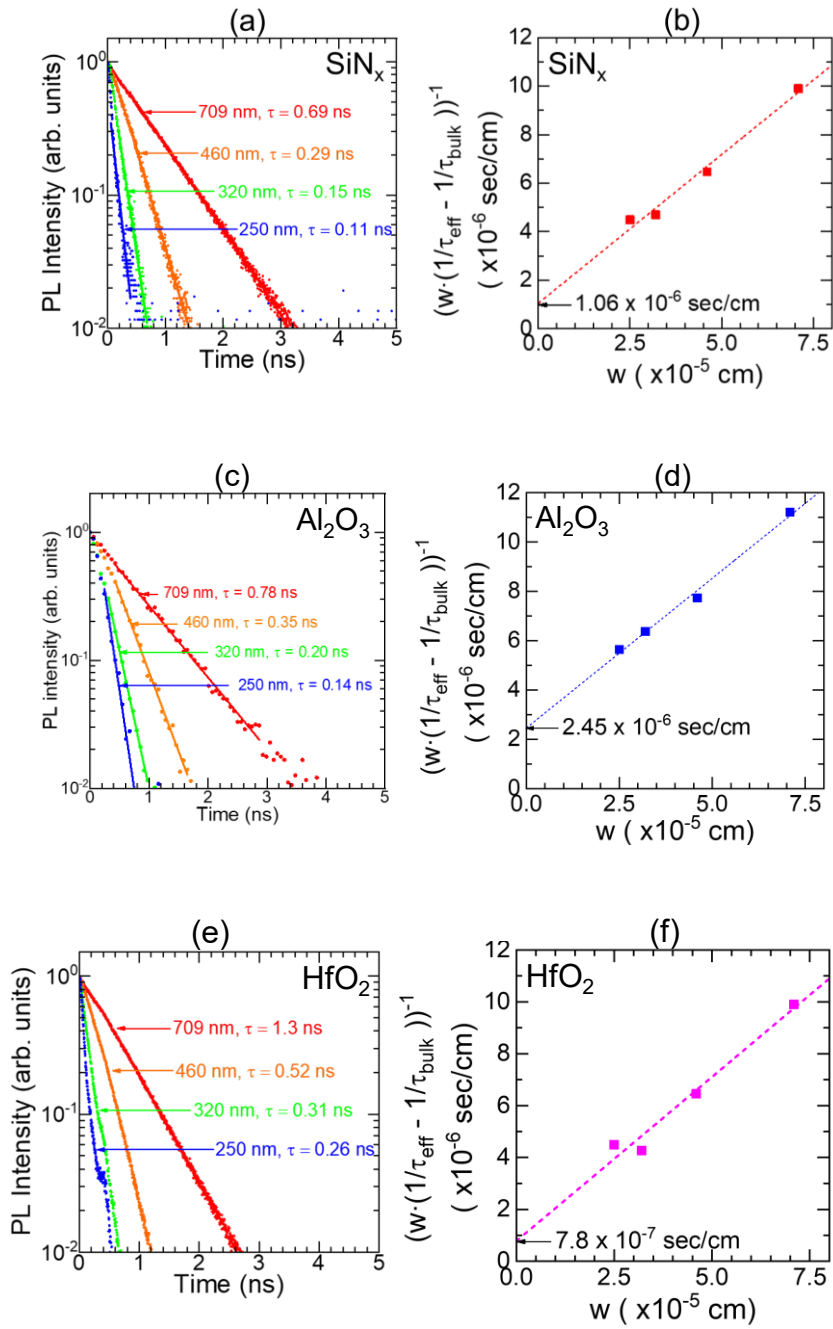 (a)
SiNx
PL Intensity (arb. units)
10^0
10^-1
10^-2
709 nm, τ = 0.69 ns
460 nm, τ = 0.29 ns
320 nm, τ = 0.15 ns
250 nm, τ = 0.11 ns
0 1 2 3 4 5
Time (ns)
(b)
SiNx
(w·(1/τeff - 1/τbulk ))^-1
( x10^-6 sec/cm)
12
10
8
6
4
2
0
1.06 x 10^-6 sec/cm
0.0 2.5 5.0 7.5
w ( x10^-5 cm)
(c)
Al2O3
PL intensity (arb. units)
10^0
10^-1
10^-2
709 nm, τ = 0.78 ns
460 nm, τ = 0.35 ns
320 nm, τ = 0.20 ns
250 nm, τ = 0.14 ns
0 1 2 3 4 5
Time (ns)
(d)
Al2O3
(w·(1/τeff - 1/τbulk ))^-1
( x10^-6 sec/cm)
12
10
8
6
4
2
0
2.45 x 10^-6 sec/cm
0.0 2.5 5.0 7.5
w ( x10^-5 cm)
(e)
HfO2
PL Intensity (arb. units)
10^0
10^-1
10^-2
709 nm, τ = 1.3 ns
460 nm, τ = 0.52 ns
320 nm, τ = 0.31 ns
250 nm, τ = 0.26 ns
0 1 2 3 4 5
Time (ns)
(f)
HfO2
(w·(1/τeff - 1/τbulk ))^-1
( x10^-6 sec/cm)
12
10
8
6
4
2
0
7.8 x 10^-7 sec/cm
0.0 2.5 5.0 7.5
w ( x10^-5 cm)